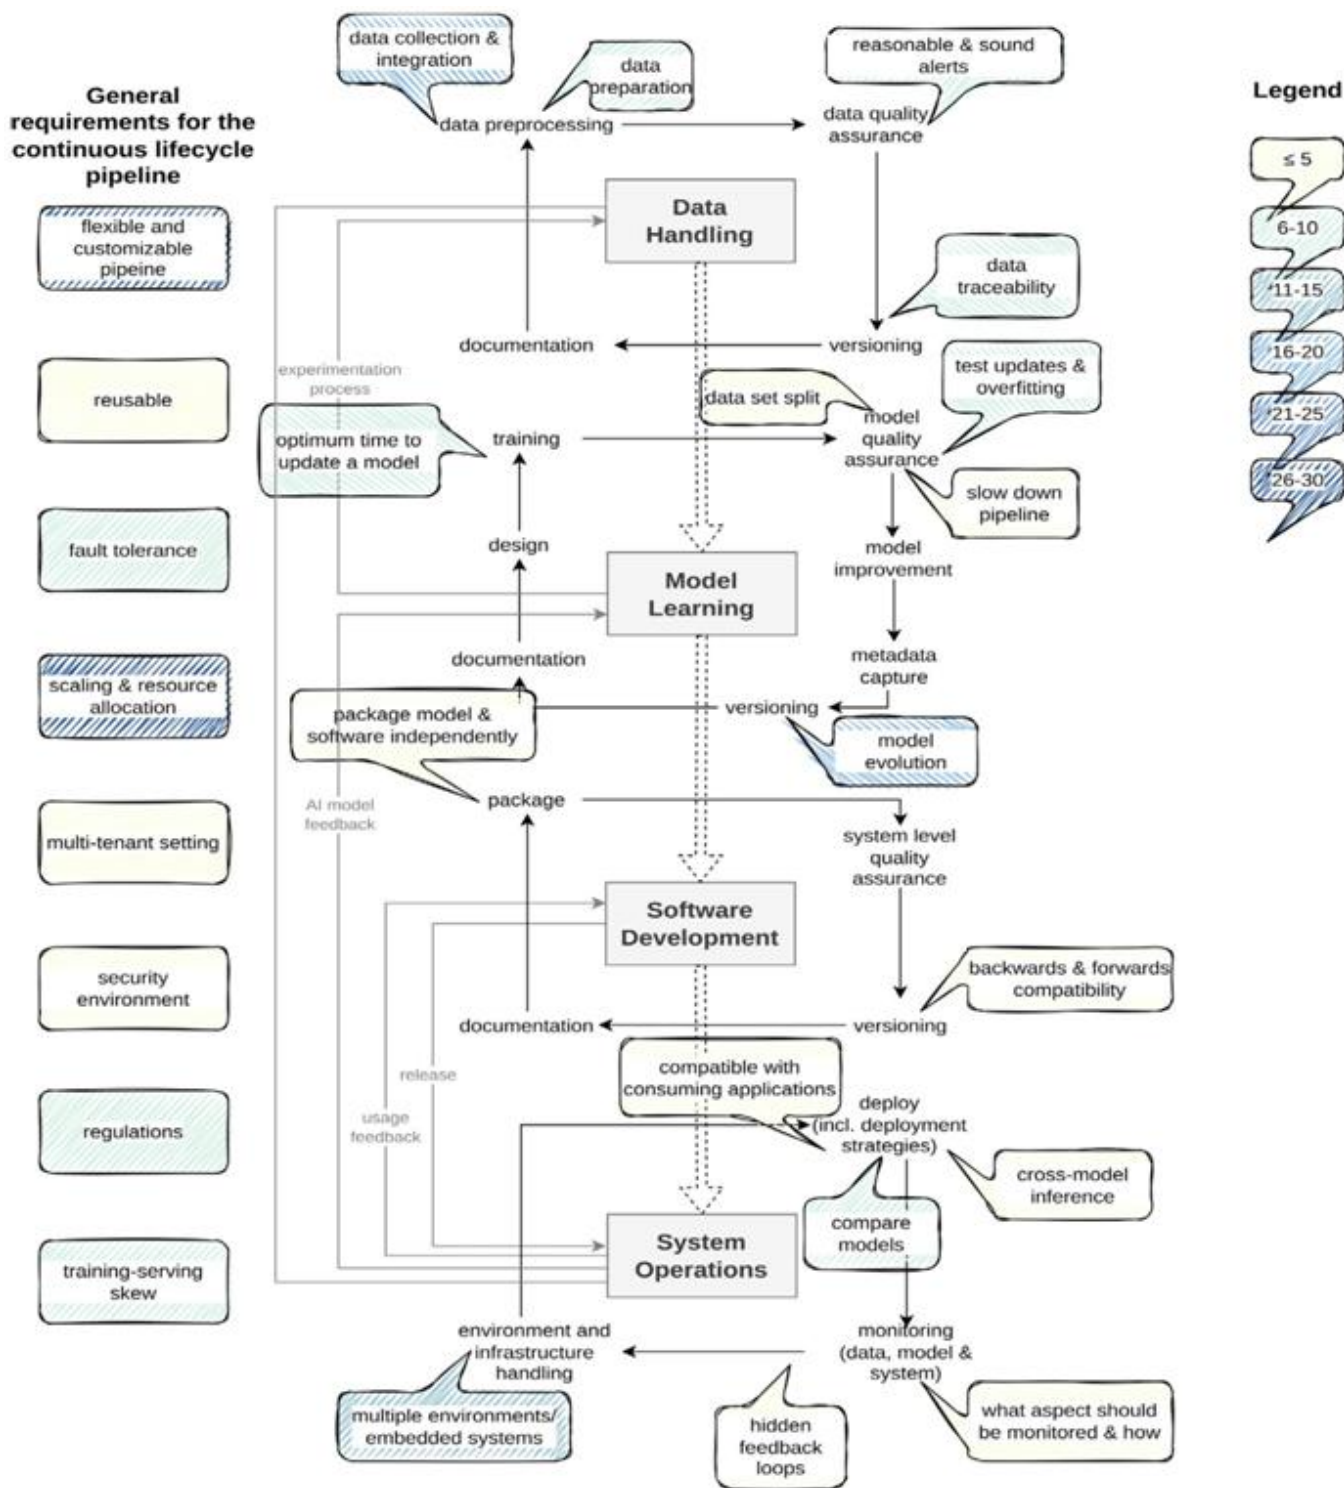 General
requirements for the
continuous lifecycle
pipeline
flexible and
customizable
pipeine
reusable
fault tolerance
scaling & resource
allocation
multi-tenant setting
security
environment
regulations
training-serving
skew
data collection &
integration
data
preparation
reasonable & sound
alerts
data preprocessing
data quality
assurance
Data
Handling
data
traceability
documentation
versioning
experimentation
process
data set split
test updates &
overfitting
optimum time to
update a model
training
model
quality
assurance
slow down
pipeline
design
model
improvement
Model
Learning
documentation
metadata
capture
package model &
software independently
versioning
model
evolution
AI model
feedback
package
system level
quality
assurance
Software
Development
backwards & forwards
compatibility
documentation
versioning
release
usage
feedback
compatible with
consuming applications
deploy
(incl. deployment
strategies)
cross-model
inference
compare
models
System
Operations
environment and
infrastructure
handling
monitoring
(data, model &
system)
multiple environments/
embedded systems
hidden
feedback
loops
what aspect should
be monitored & how
Legend
≤ 5
6-10
11-15
16-20
21-25
26-30